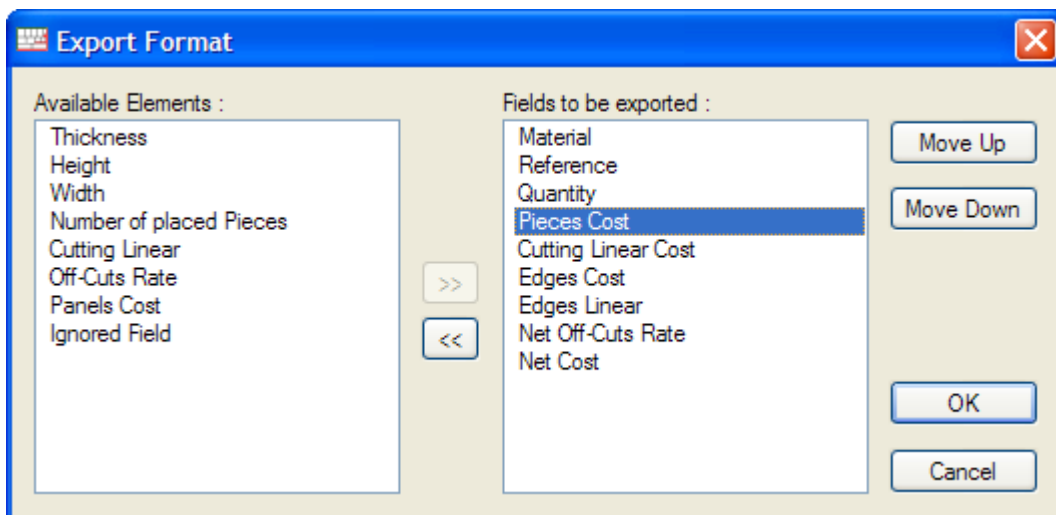 Export Format
Available Elements :
Thickness
Height
Width
Number of placed Pieces
Cutting Linear
Off-Cuts Rate
Panels Cost
Ignored Field
>>
<<
Fields to be exported :
Material
Reference
Quantity
Pieces Cost
Cutting Linear Cost
Edges Cost
Edges Linear
Net Off-Cuts Rate
Net Cost
Move Up
Move Down
OK
Cancel